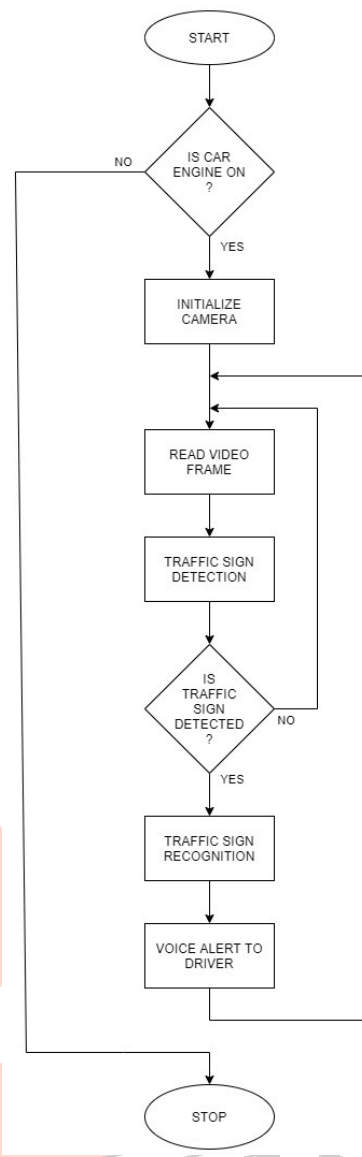 START
NO
IS CAR
ENGINE ON
?
YES
INITIALIZE
CAMERA
READ VIDEO
FRAME
TRAFFIC SIGN
DETECTION
IS
TRAFFIC
SIGN
DETECTED
?
NO
YES
TRAFFIC SIGN
RECOGNITION
VOICE ALERT TO
DRIVER
STOP